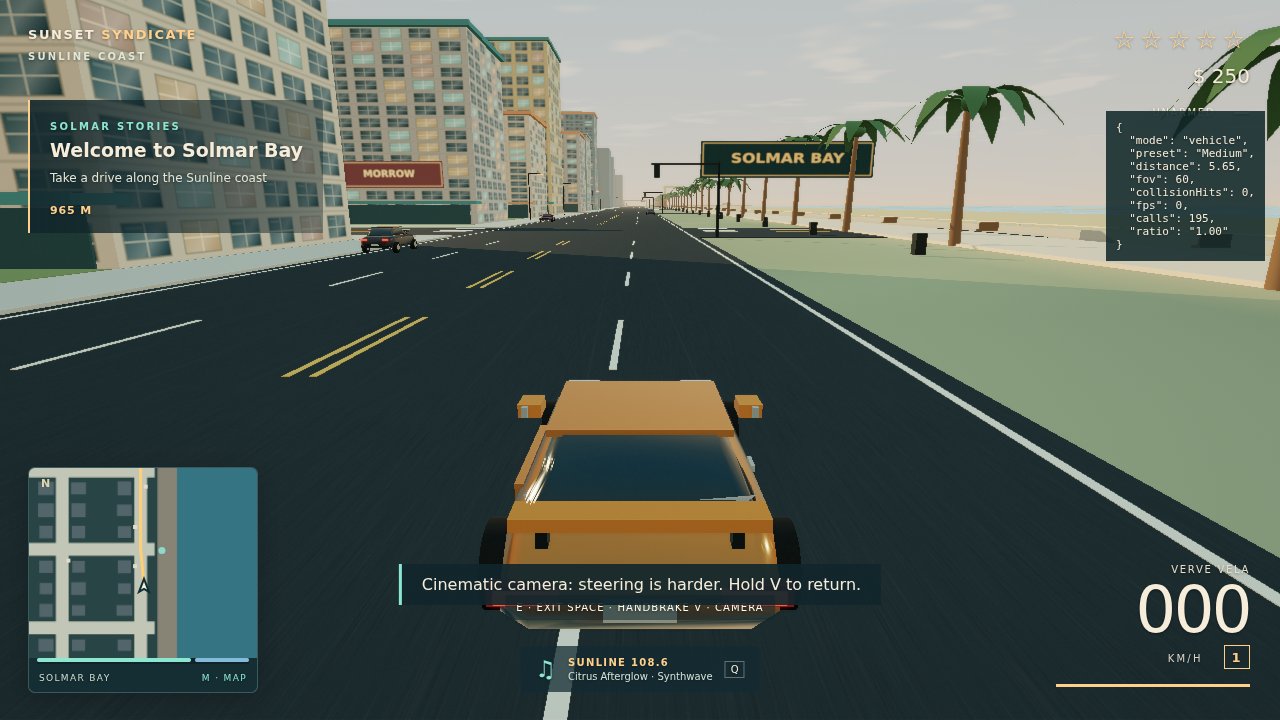 SUNSET SYNDICATE
SUNLINE COAST
SOLMAR STORIES
Welcome to Solmar Bay
Take a drive along the Sunline coast
965 M
MORROW
SOLMAR BAY
☆ ☆ ☆ ☆ ☆
$ 250
UNARMED
{
"mode": "vehicle",
"preset": "Medium",
"distance": 5.65,
"fov": 60,
"collisionHits": 0,
"fps": 0,
"calls": 195,
"ratio": "1.00"
}
Cinematic camera: steering is harder. Hold V to return.
E · EXIT SPACE · HANDBRAKE V · CAMERA
SUNLINE 108.6
Citrus Afterglow · Synthwave
Q
N
SOLMAR BAY
M · MAP
VERVE VELA
000
KM/H
1